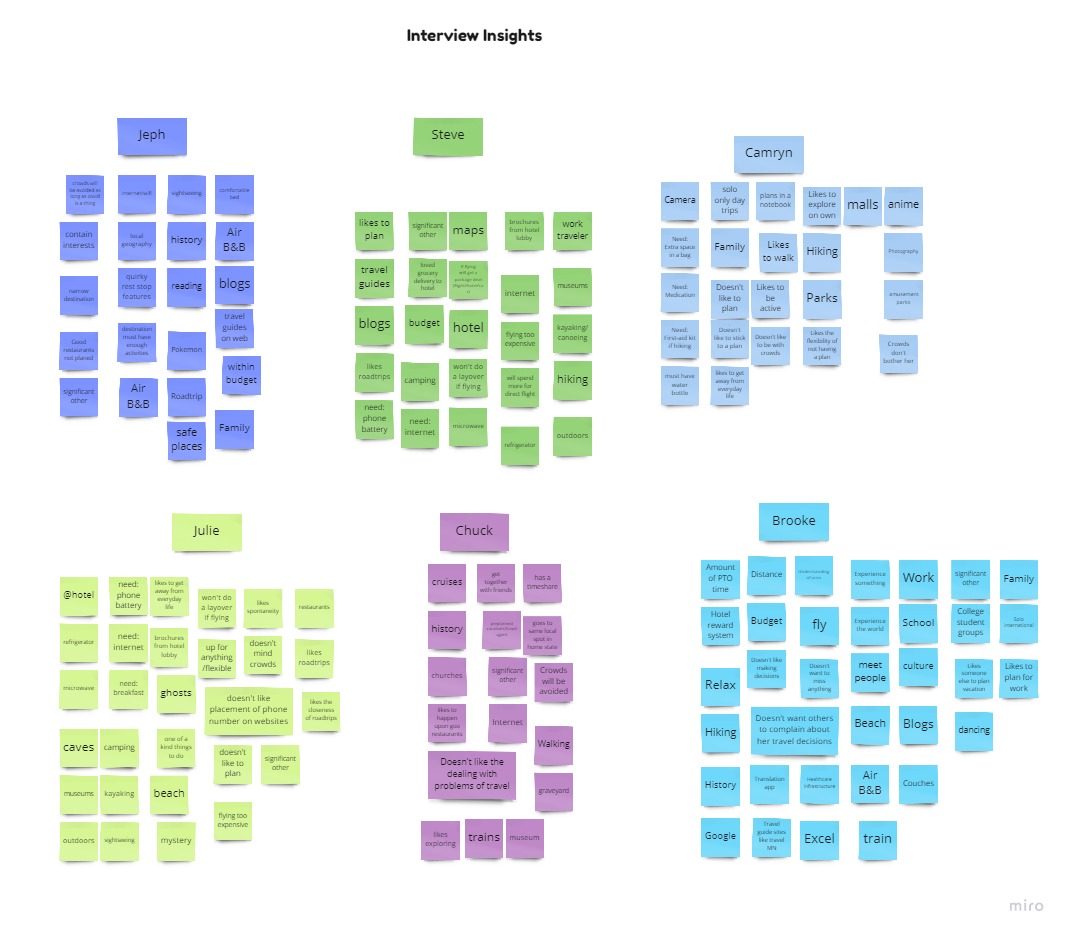 Interview Insights
Jeph
crowds will
be avoided as
long as covid
is a thing
internet/wifi
sightseeing
comfortable
bed
contain
interests
local
geography
history
Air
B&B
narrow
destination
quirky
rest stop
features
reading
blogs
Good
restaurants
not planed
destination
must have
enough
activities
Pokemon
travel
guides
on web
within
budget
significant
other
Air
B&B
Roadtrip
safe
places
Family
Steve
likes to
plan
significant
other
maps
brochures
from hotel
lobby
work
traveler
travel
guides
loved
grocery
delivery to
hotel
if flying
will get a
package deal
internet
museums
blogs
budget
hotel
flying too
expensive
kayaking/
canoeing
likes
roadtrips
camping
won't do
a layover
if flying
will spend
more for
direct flight
hiking
need:
phone
battery
need:
internet
microwave
refrigerator
outdoors
Camryn
Camera
solo
only day
trips
plans in a
notebook
Likes to
explore
on own
malls
anime
Need:
Extra space
in a bag
Family
Likes
to walk
Hiking
Photography
Need:
Medication
Doesn't
like to
plan
Likes to
be
active
Parks
amusement
parks
Need:
First-aid kit
if hiking
Doesn't
like to stick
to a plan
Doesn't like
to be with
crowds
Likes the
flexibility of
not having
a plan
Crowds
don't
bother her
must have
water
bottle
likes to get
away from
everyday
life
Julie
@hotel
need:
phone
battery
likes to get
away from
everyday
life
won't do
a layover
if flying
likes
spontaniety
restaurants
refrigerator
need:
internet
brochures
from hotel
lobby
up for
anything
/flexible
doesn't
mind
crowds
likes
roadtrips
microwave
need:
breakfast
ghosts
doesn't like
placement of phone
number on websites
likes the
closeness
of roadtrips
caves
camping
one of a
kind things
to do
doesn't
like to
plan
significant
other
museums
kayaking
beach
flying too
expensive
outdoors
sightseeing
mystery
Chuck
cruises
get
together
with friends
has a
timeshare
history
goes to
same local
spot in
home state
churches
significant
other
Crowds
will be
avoided
likes to
happen
upon goo
restaurants
Internet
Walking
Doesn't like the
dealing with
problems of travel
graveyard
likes
exploring
trains
museum
Brooke
Amount
of PTO
time
Distance
Understanding
of area
Experience
something
Work
significant
other
Family
Hotel
reward
system
Budget
fly
Experience
the world
School
College
student
groups
Solo
international
Relax
Doesn't like
making
decisions
Doesn't
want to
miss
anything
meet
people
culture
Likes
someone
else to plan
vacation
Likes to
plan for
work
Hiking
Doesn't want others
to complain about
her travel decisions
Beach
Blogs
dancing
History
Translation
app
Healthcare
infrastructure
Air
B&B
Couches
Google
Travel
guide sites
like travel
MN
Excel
train
miro